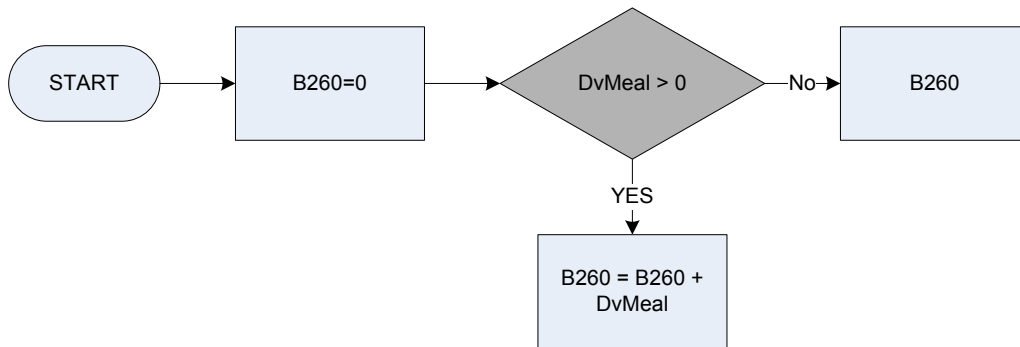 START
B260=0
DvMeal > 0
No
B260
YES
B260 = B260 +
DvMeal